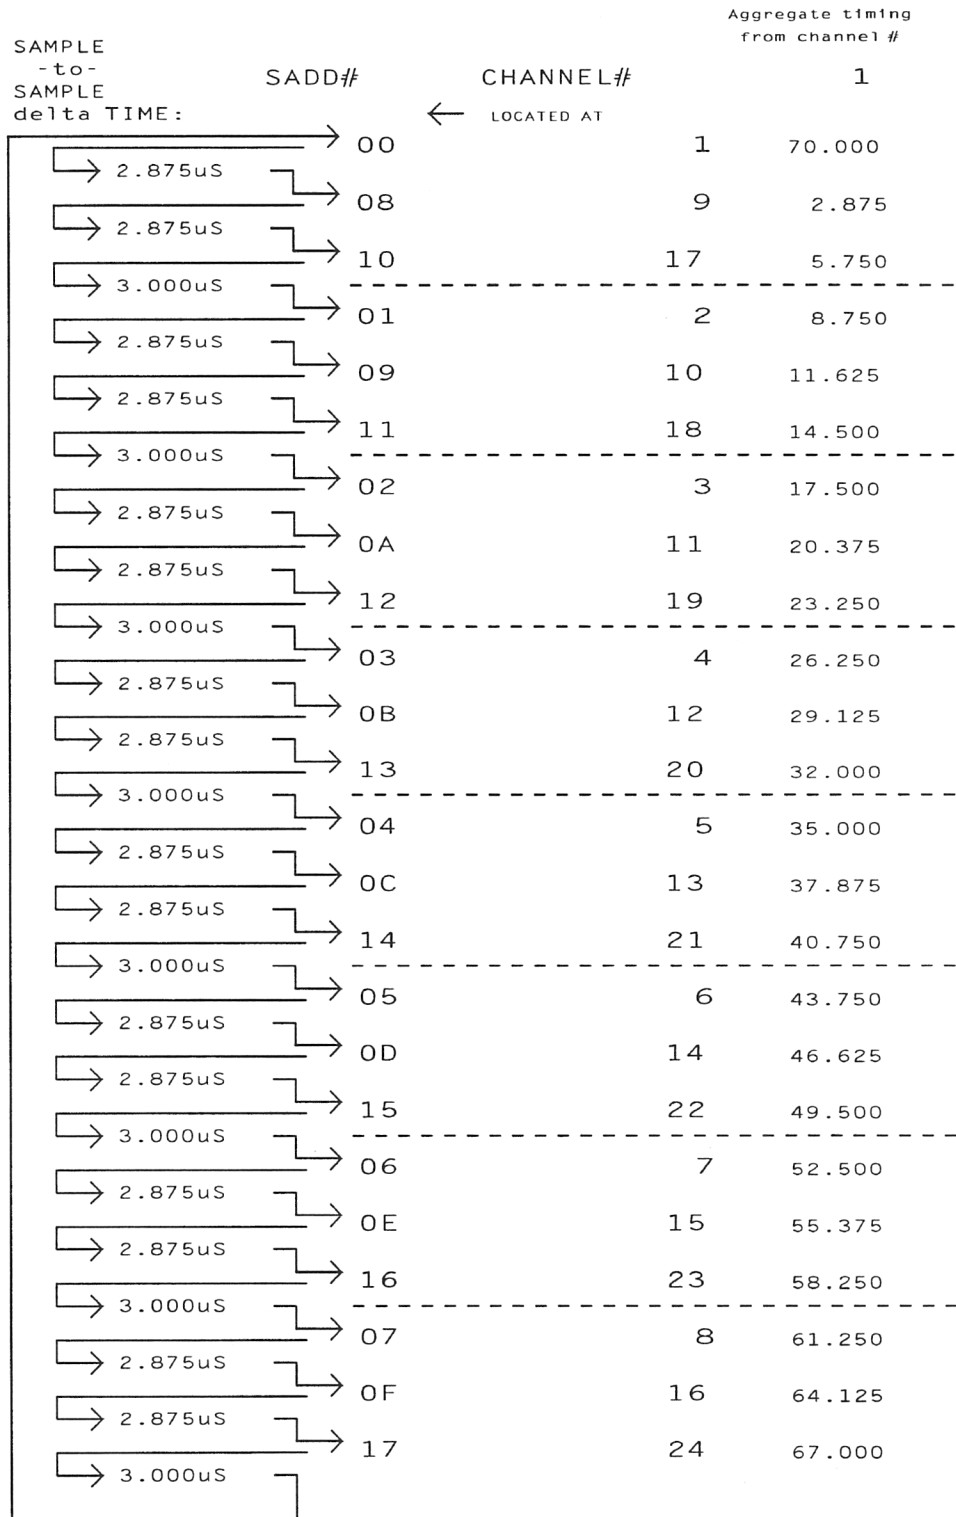 Aggregate timing
from channel #
SAMPLE
-to-
SAMPLE
delta TIME:
SADD# CHANNEL# 1
LOCATED AT
00 1 70.000
2.875uS
08 9 2.875
2.875uS
10 17 5.750
3.000uS
01 2 8.750
2.875uS
09 10 11.625
2.875uS
11 18 14.500
3.000uS
02 3 17.500
2.875uS
0A 11 20.375
2.875uS
12 19 23.250
3.000uS
03 4 26.250
2.875uS
0B 12 29.125
2.875uS
13 20 32.000
3.000uS
04 5 35.000
2.875uS
0C 13 37.875
2.875uS
14 21 40.750
3.000uS
05 6 43.750
2.875uS
0D 14 46.625
2.875uS
15 22 49.500
3.000uS
06 7 52.500
2.875uS
0E 15 55.375
2.875uS
16 23 58.250
3.000uS
07 8 61.250
2.875uS
0F 16 64.125
2.875uS
17 24 67.000
3.000uS